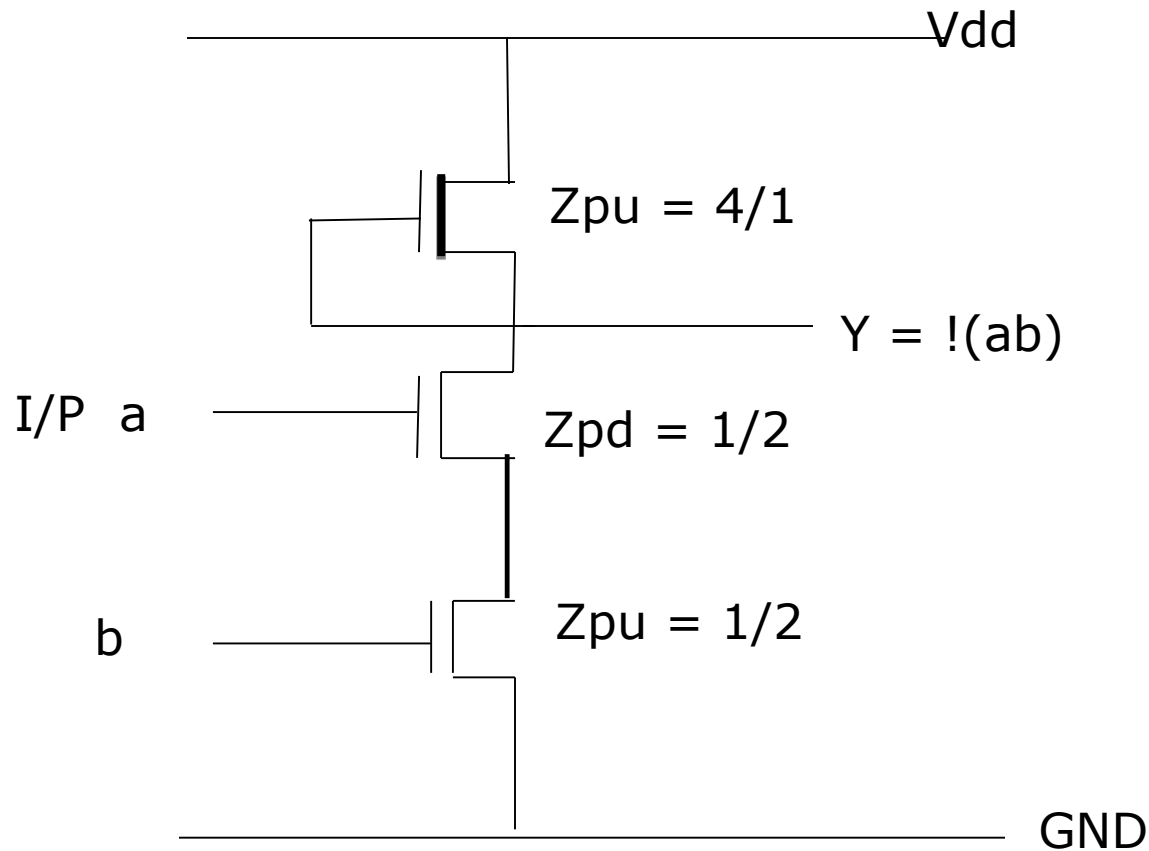 Vdd
Zpu = 4/1
Y = !(ab)
I/P a
Zpd = 1/2
b
Zpu = 1/2
GND